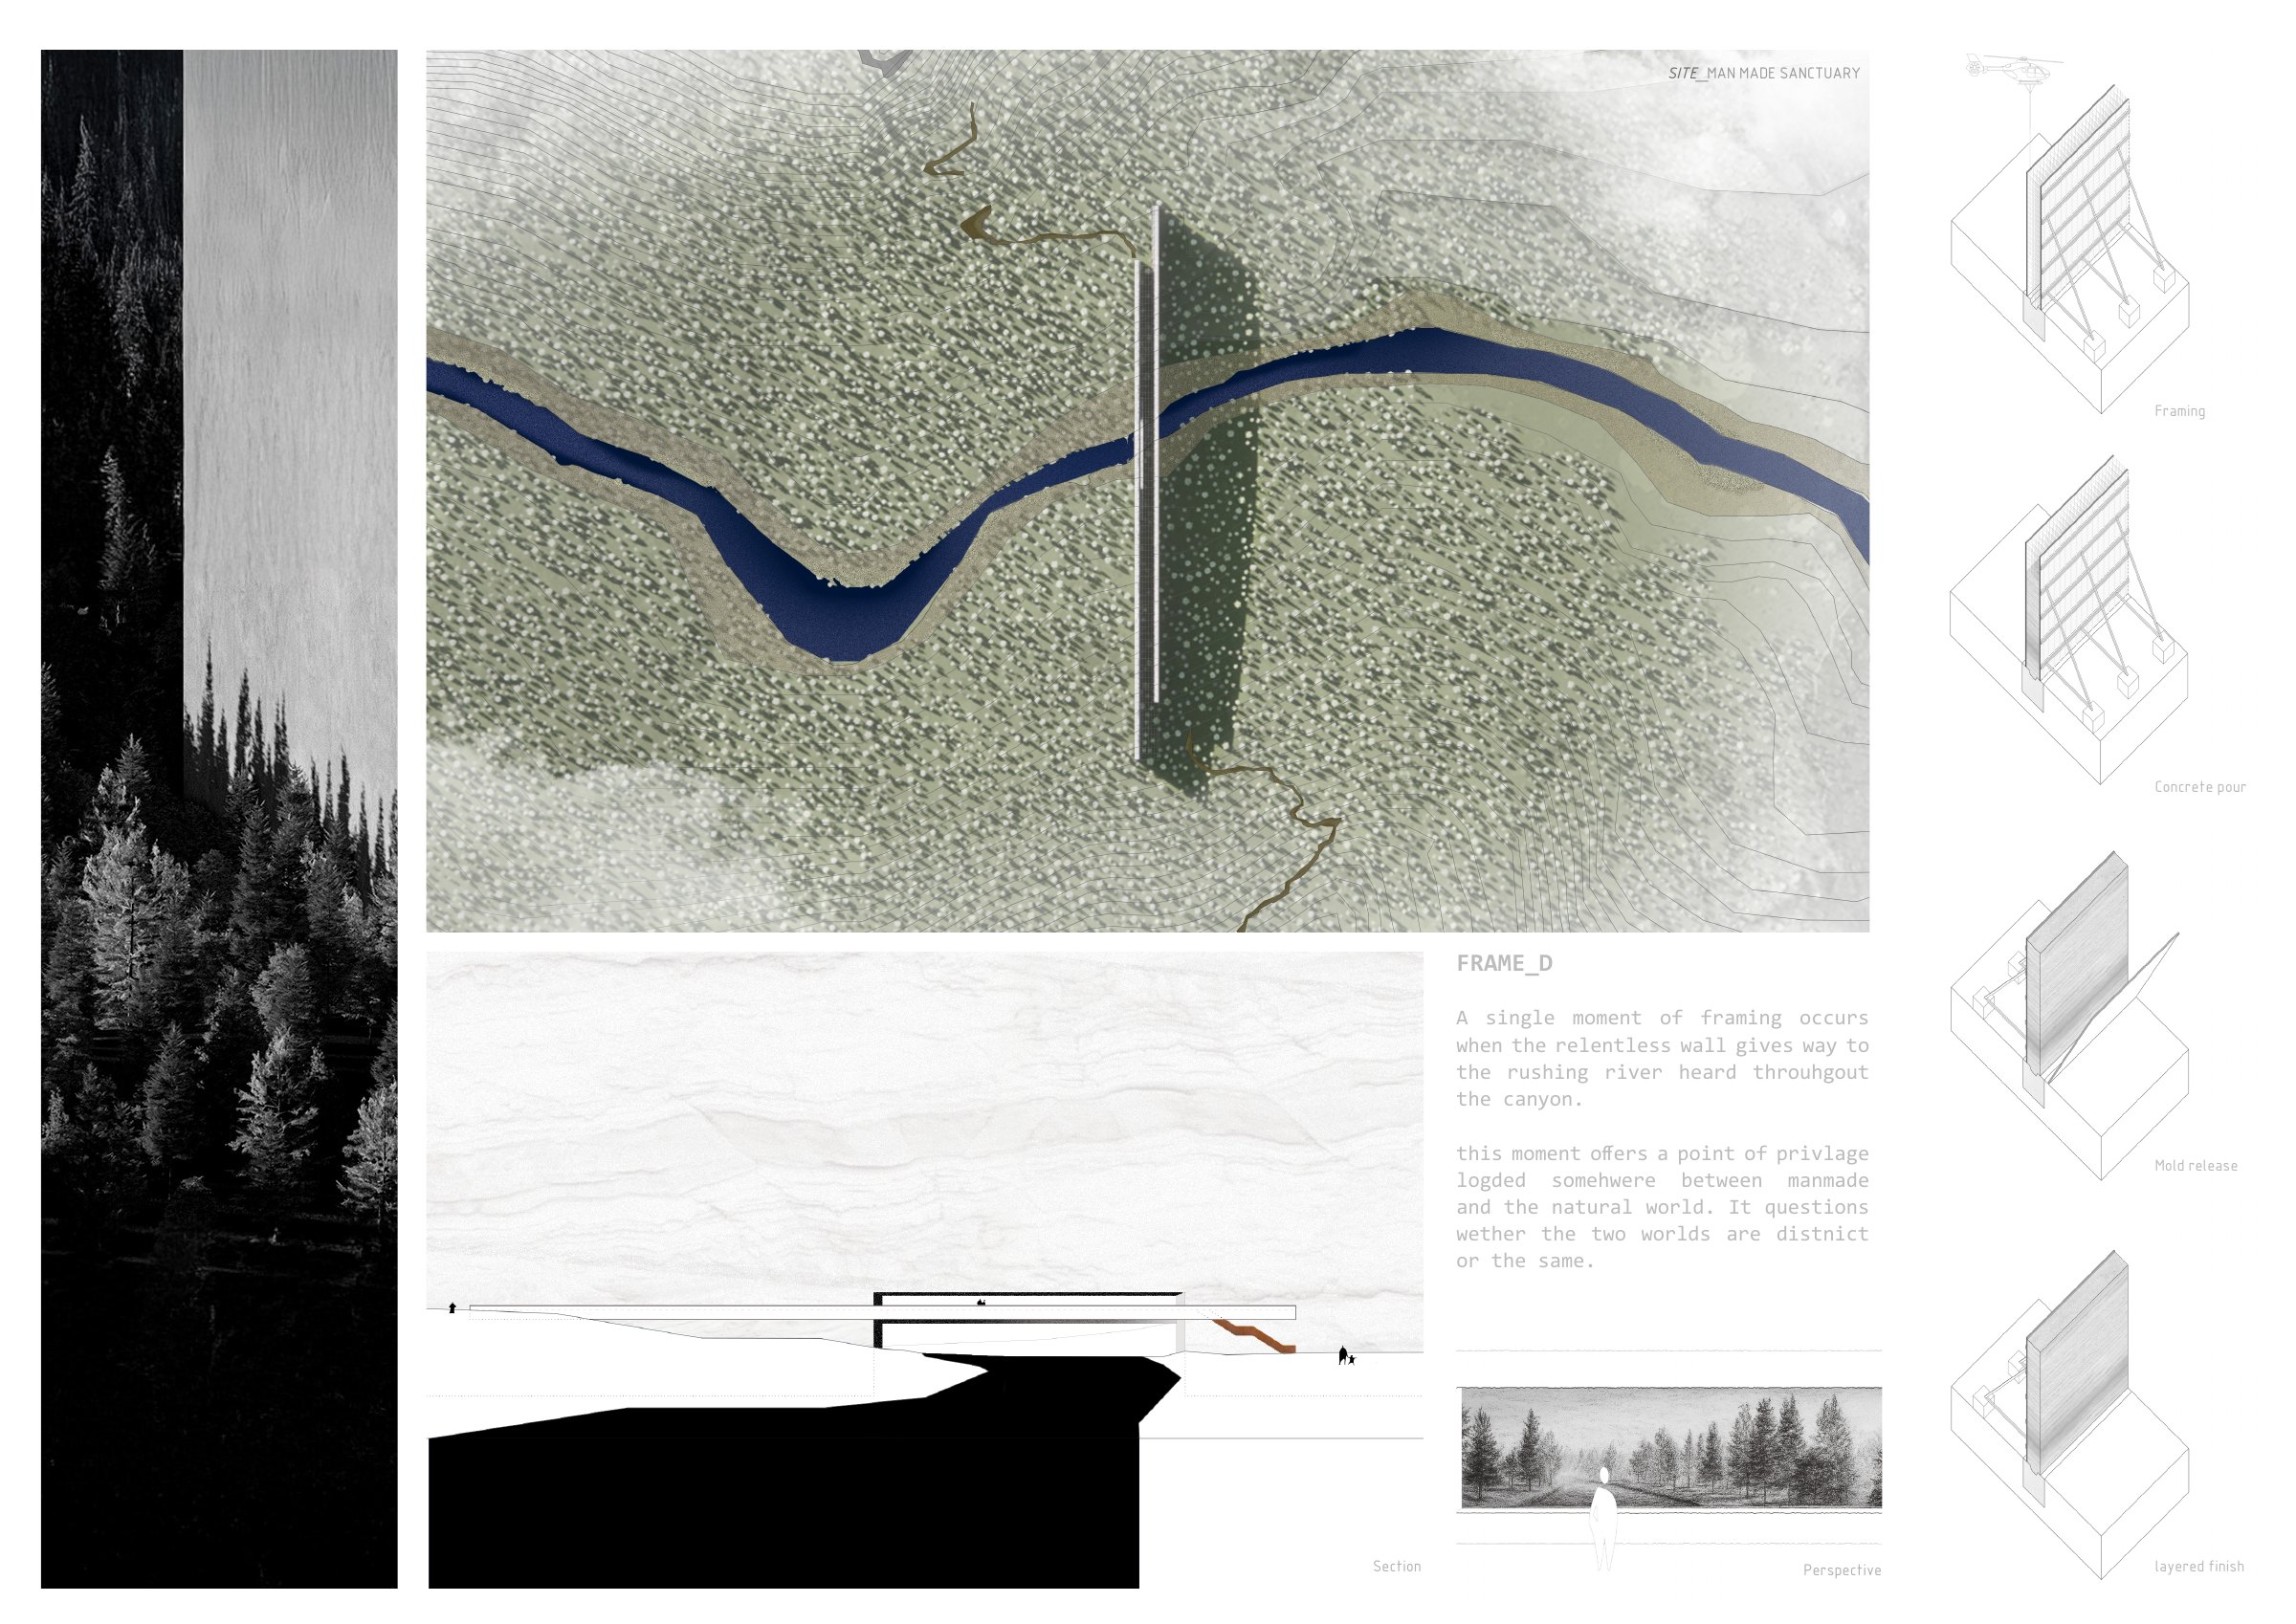 SITE_MAN MADE SANCTUARY
Framing
Concrete pour
FRAME_D
A single moment of framing occurs
when the relentless wall gives way to
the rushing river heard throuhgout
the canyon.
this moment offers a point of privlage
logded somehwere between manmade
and the natural world. It questions
wether the two worlds are distnict
or the same.
Mold release
Section
Perspective
layered finish